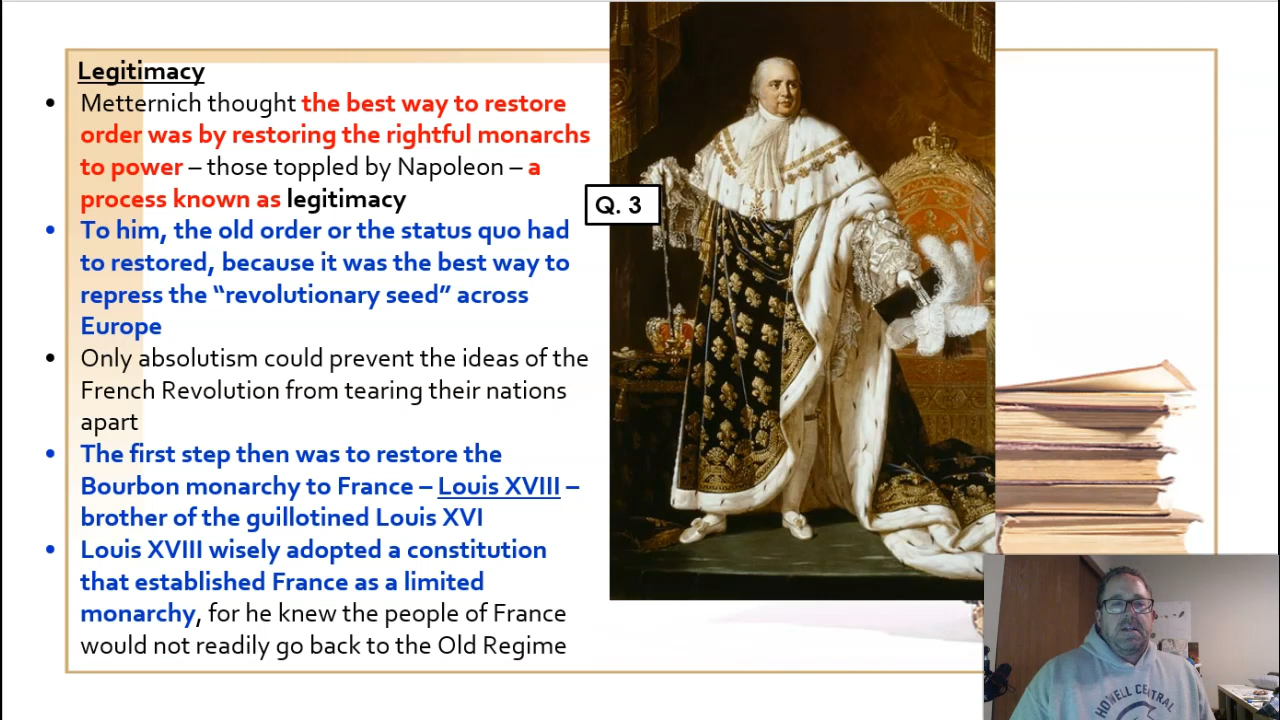 Legitimacy
• Metternich thought the best way to restore
order was by restoring the rightful monarchs
to power – those toppled by Napoleon – a
process known as legitimacy
• To him, the old order or the status quo had
to restored, because it was the best way to
repress the “revolutionary seed” across
Europe
• Only absolutism could prevent the ideas of the
French Revolution from tearing their nations
apart
• The first step then was to restore the
Bourbon monarchy to France – Louis XVIII –
brother of the guillotined Louis XVI
• Louis XVIII wisely adopted a constitution
that established France as a limited
monarchy, for he knew the people of France
would not readily go back to the Old Regime
Q. 3
HOWELL CENTRAL